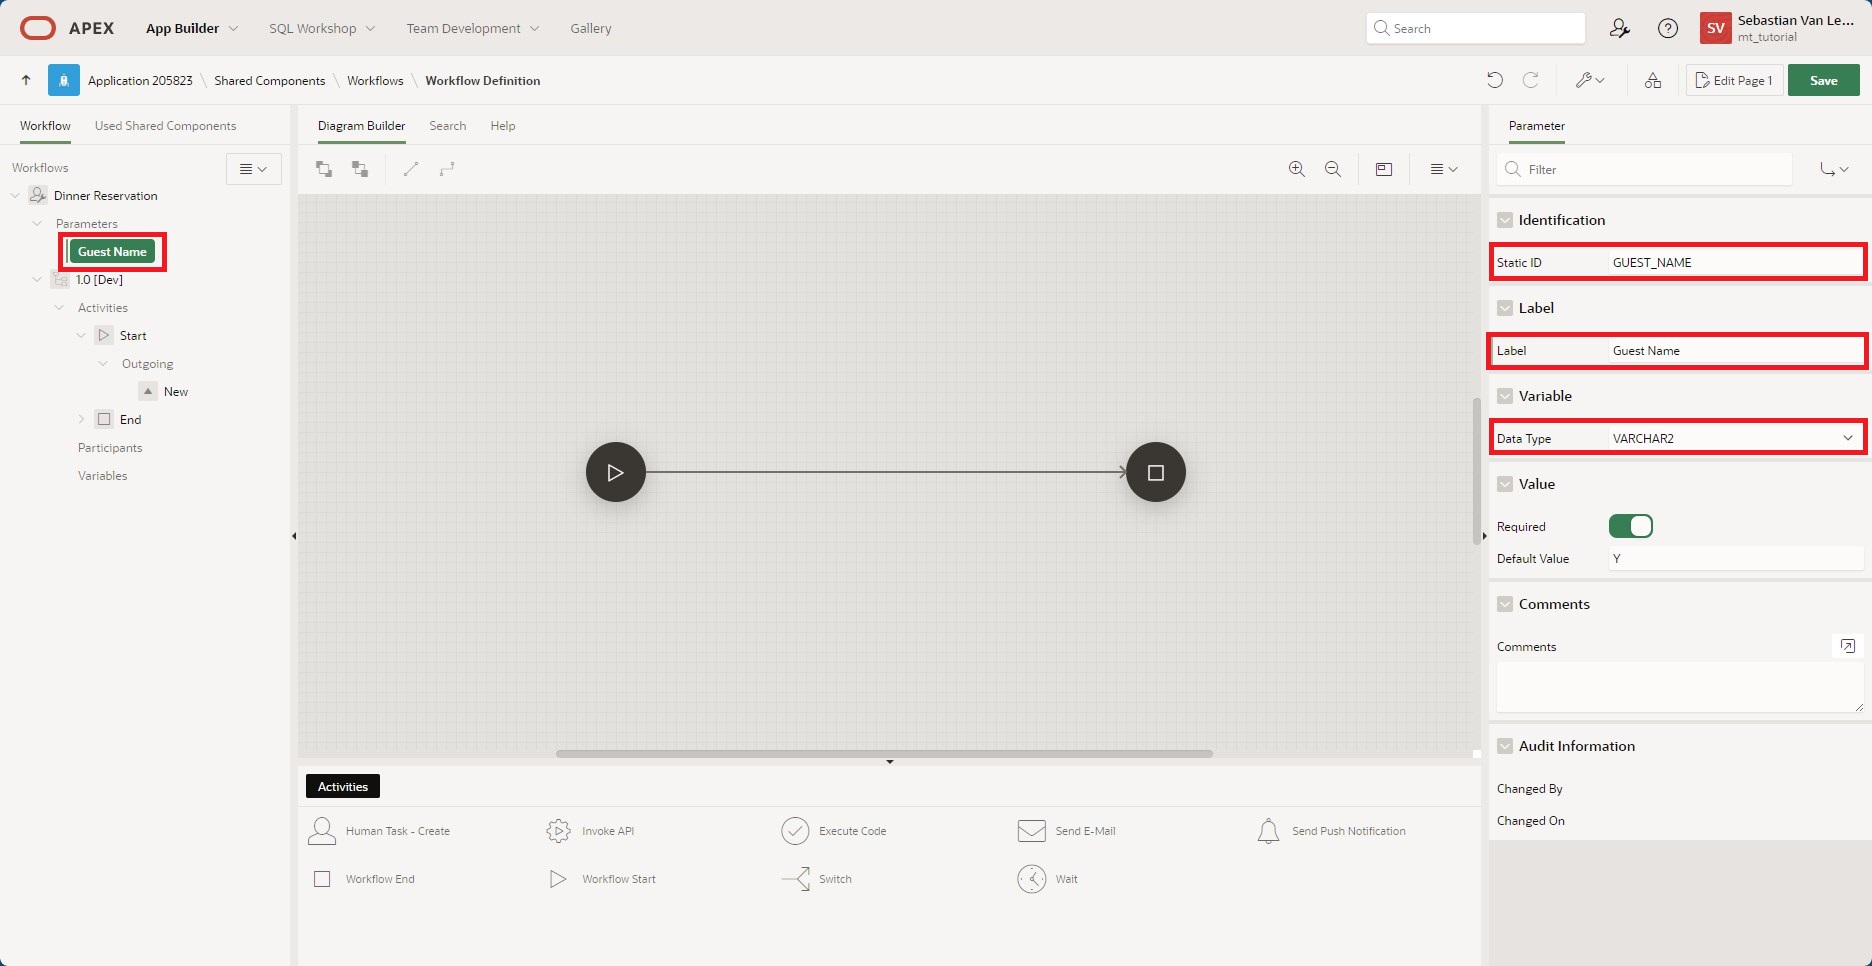 APEX
App Builder
SQL Workshop
Team Development
Gallery
Search
SV
Sebastian Van Le...
mt_tutorial
Application 205823
Shared Components
Workflows
Workflow Definition
Edit Page 1
Save
Workflow
Used Shared Components
Workflows
Dinner Reservation
Parameters
Guest Name
1.0 [Dev]
Activities
Start
Outgoing
New
End
Participants
Variables
Diagram Builder
Search
Help
Activities
Human Task - Create
Invoke API
Execute Code
Send E-Mail
Send Push Notification
Workflow End
Workflow Start
Switch
Wait
Parameter
Filter
Identification
Static ID
GUEST_NAME
Label
Label
Guest Name
Variable
Data Type
VARCHAR2
Value
Required
Default Value
Y
Comments
Comments
Audit Information
Changed By
Changed On